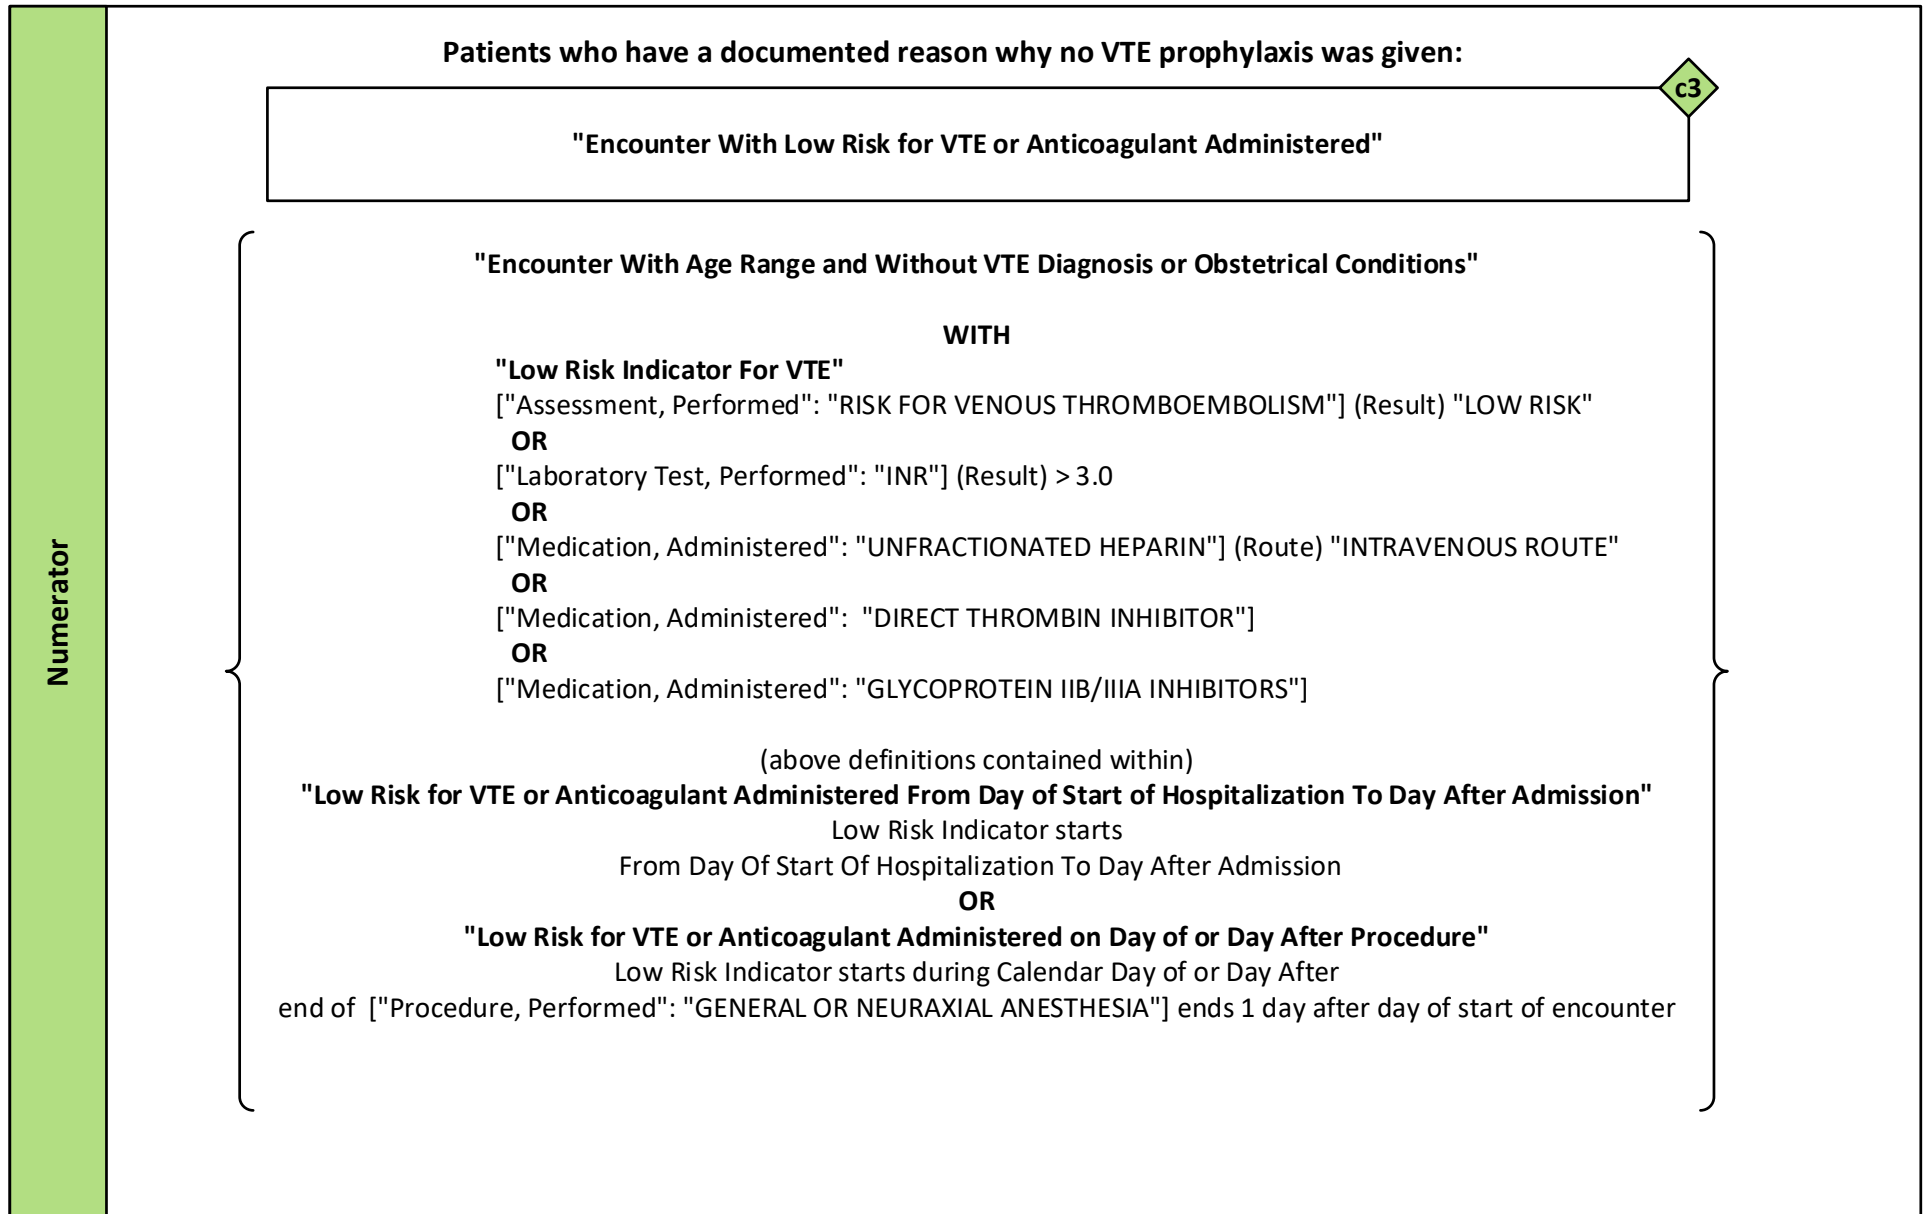 Patients who have a documented reason why no VTE prophylaxis was given:
c3
"Encounter With Low Risk for VTE or Anticoagulant Administered"
"Encounter With Age Range and Without VTE Diagnosis or Obstetrical Conditions"
WITH
"Low Risk Indicator For VTE"
["Assessment, Performed": "RISK FOR VENOUS THROMBOEMBOLISM"] (Result) "LOW RISK"
OR
["Laboratory Test, Performed": "INR"] (Result) > 3.0
OR
["Medication, Administered": "UNFRACTIONATED HEPARIN"] (Route) "INTRAVENOUS ROUTE"
OR
["Medication, Administered":  "DIRECT THROMBIN INHIBITOR"]
OR
["Medication, Administered": "GLYCOPROTEIN IIB/IIIA INHIBITORS"]
(above definitions contained within)
"Low Risk for VTE or Anticoagulant Administered From Day of Start of Hospitalization To Day After Admission"
Low Risk Indicator starts
From Day Of Start Of Hospitalization To Day After Admission
OR
"Low Risk for VTE or Anticoagulant Administered on Day of or Day After Procedure"
Low Risk Indicator starts during Calendar Day of or Day After
end of  ["Procedure, Performed": "GENERAL OR NEURAXIAL ANESTHESIA"] ends 1 day after day of start of encounter
Numerator